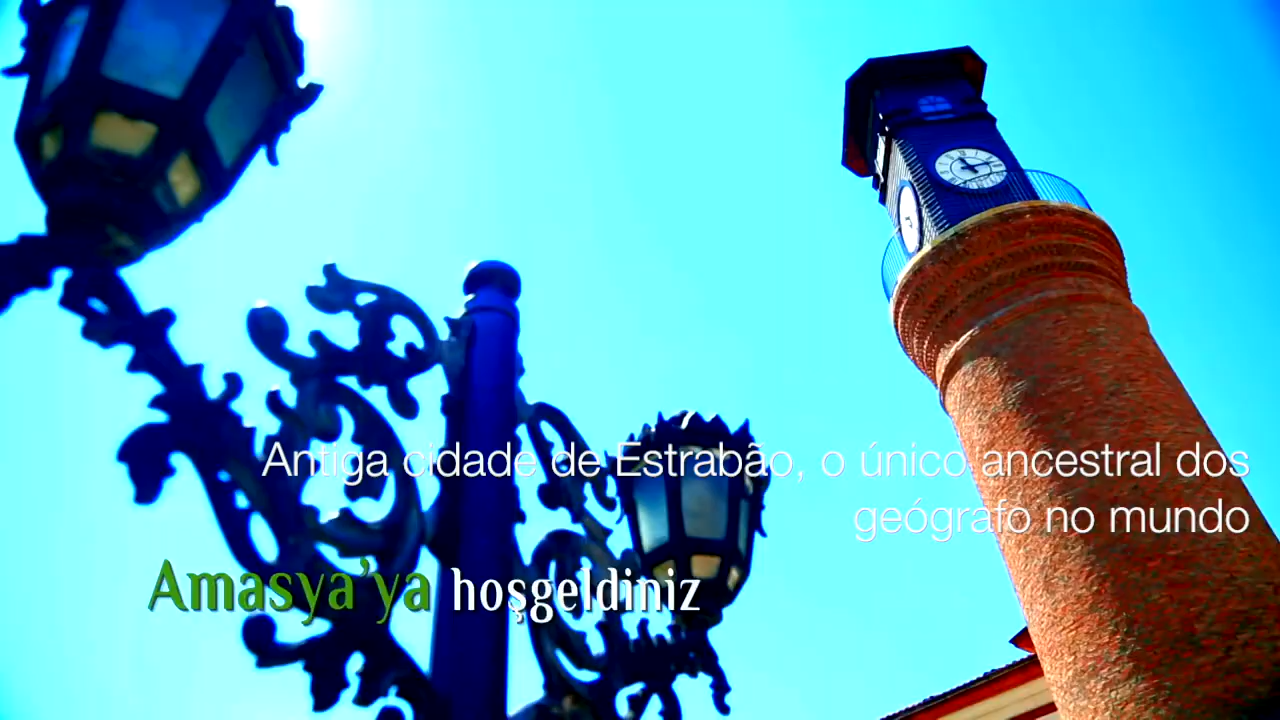 Antiga cidade de Estrabão, o único ancestral dos
geógrafo no mundo
Amasya'ya hoşgeldiniz